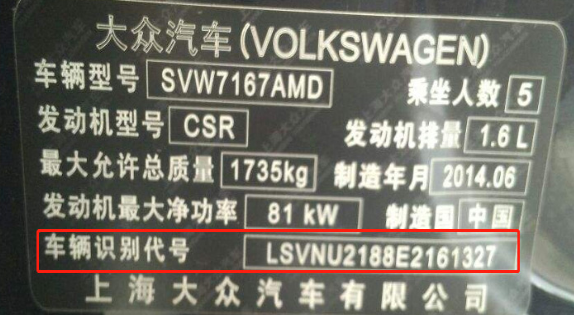 大众汽车(VOLKSWAGEN)
车辆型号 SVW7167AMD 乘坐人数 5
发动机型号 CSR 发动机排量 1.6L
最大允许总质量 1735kg 制造年月 2014.06
发动机最大净功率 81 kW 制造国 中国
车辆识别代号 LSVNU2188E2161327
上海大众汽车有限公司